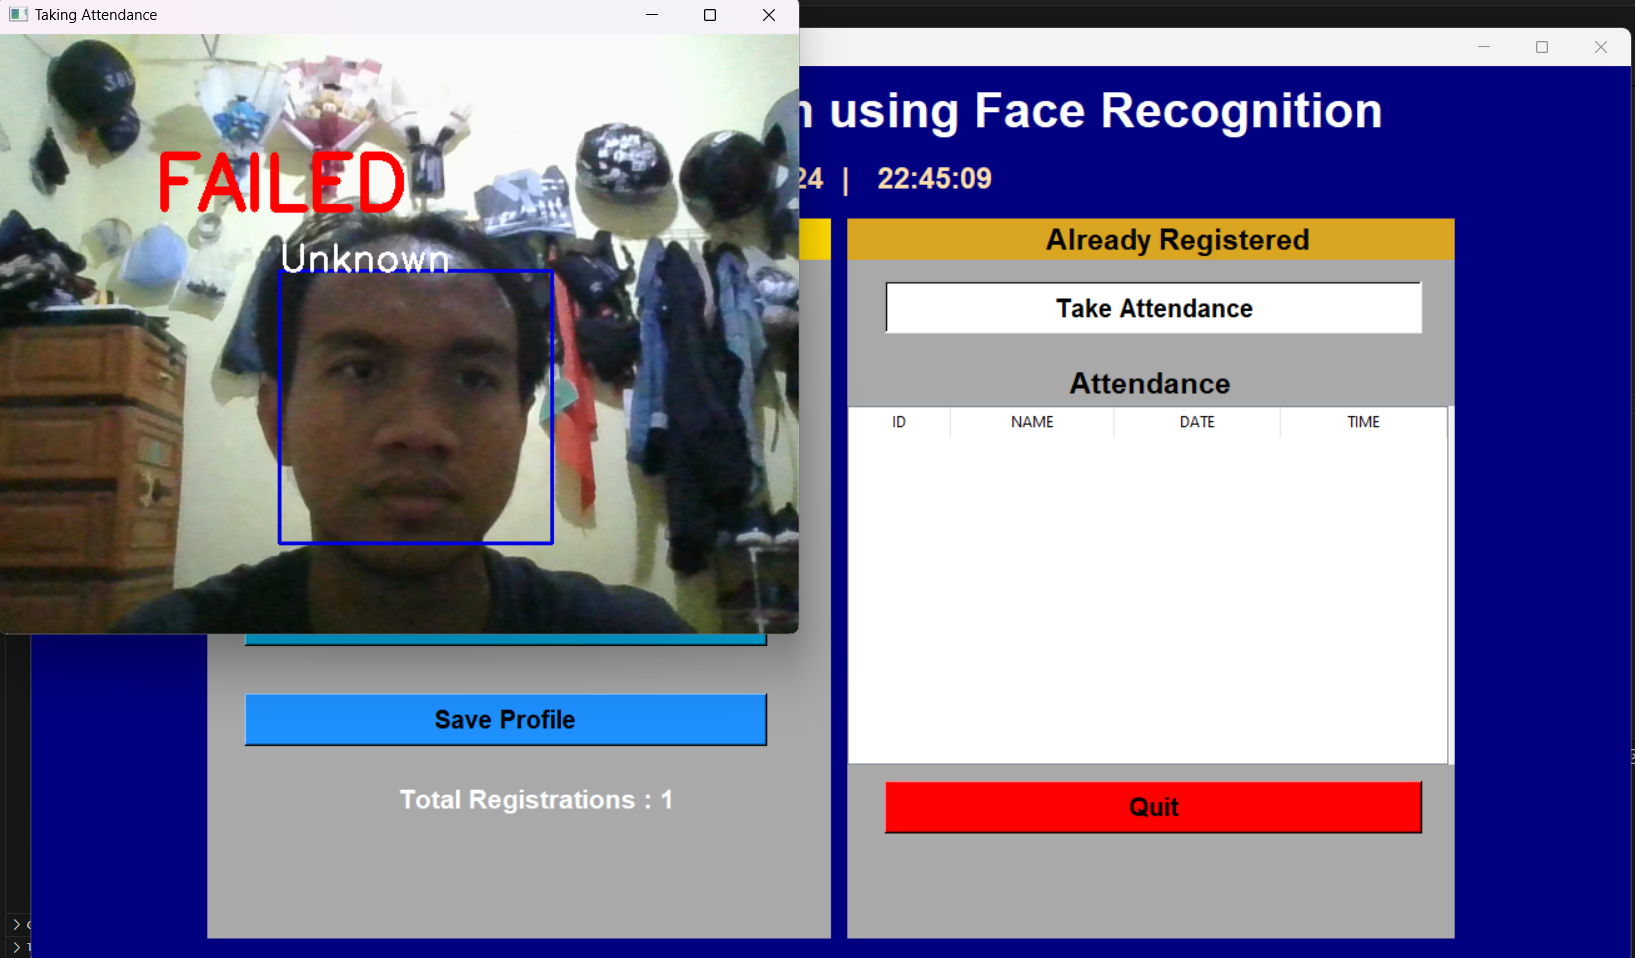 Taking Attendance
FAILED
Unknown
using Face Recognition
24 | 22:45:09
Already Registered
Take Attendance
Attendance
ID NAME DATE TIME
Save Profile
Total Registrations : 1
Quit